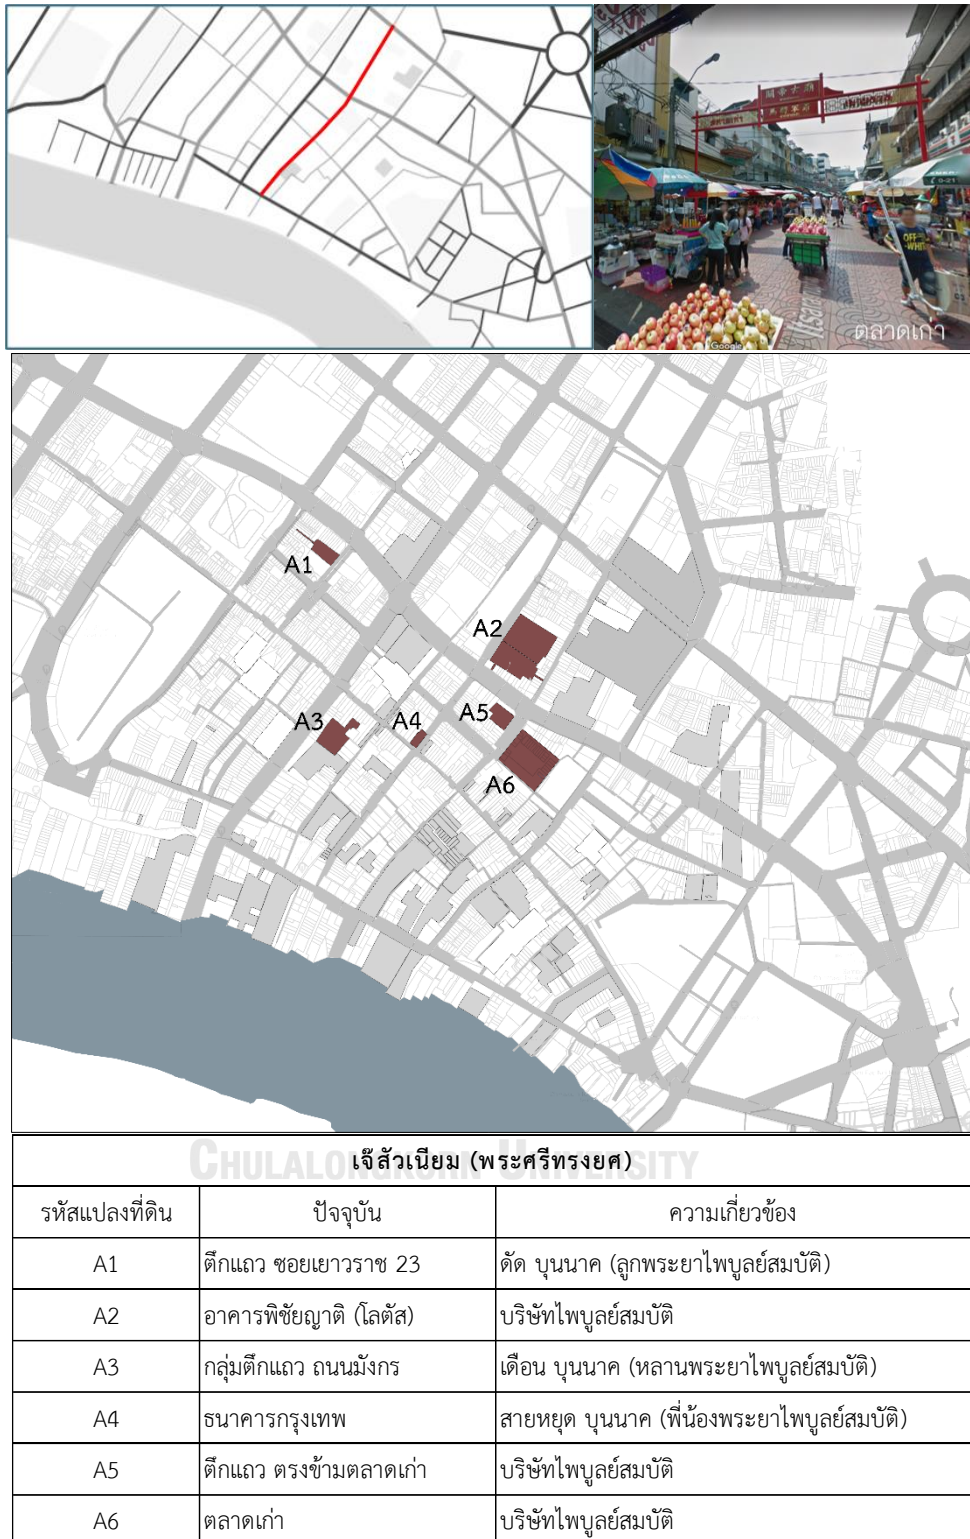 ตลาดเก่า
Google
OFF-
WHIT
A1
A2
A3
A4
A5
A6
CHULALONGKORN UNIVERSITY
เจ๊สัวเนียม (พระศรีทรงยศ)
รหัสแปลงที่ดิน ปัจจุบัน ความเกี่ยวข้อง
A1 ตึกแถว ซอยเยาวราช 23 ดัด บุนนาค (ลูกพระยาไพบูลย์สมบัติ)
A2 อาคารพิชัยญาติ (โลตัส) บริษัทไพบูลย์สมบัติ
A3 กลุ่มตึกแถว ถนนมังกร เดือน บุนนาค (หลานพระยาไพบูลย์สมบัติ)
A4 ธนาคารกรุงเทพ สายหยุด บุนนาค (พี่น้องพระยาไพบูลย์สมบัติ)
A5 ตึกแถว ตรงข้ามตลาดเก่า บริษัทไพบูลย์สมบัติ
A6 ตลาดเก่า บริษัทไพบูลย์สมบัติ